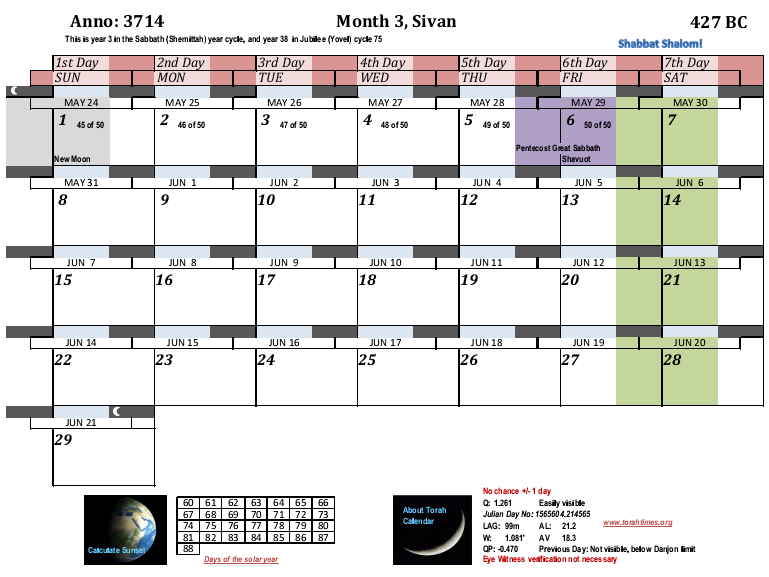 Anno: 3714 Month 3, Sivan 427 BC
This is year 3 in the Sabbath (Shemittah) year cycle, and year 38 in Jubilee (Yovel) cycle 75
Shabbat Shalom!
1st Day 2nd Day 3rd Day 4th Day 5th Day 6th Day 7th Day
SUN MON TUE WED THU FRI SAT
MAY 24 MAY 25 MAY 26 MAY 27 MAY 28 MAY 29 MAY 30
1 45 of 50 2 46 of 50 3 47 of 50 4 48 of 50 5 49 of 50 6 50 of 50 7
Pentecost Great Sabbath
New Moon Shavuot
MAY 31 JUN 1 JUN 2 JUN 3 JUN 4 JUN 5 JUN 6
8 9 10 11 12 13 14
JUN 7 JUN 8 JUN 9 JUN 10 JUN 11 JUN 12 JUN 13
15 16 17 18 19 20 21
JUN 14 JUN 15 JUN 16 JUN 17 JUN 18 JUN 19 JUN 20
22 23 24 25 26 27 28
JUN 21
29
Calculate Sunset
60 61 62 63 64 65 66
67 68 69 70 71 72 73
74 75 76 77 78 79 80
81 82 83 84 85 86 87
88
Days of the solar year
About Torah
Calendar
No chance +/- 1 day
Q: 1.261 Easily visible
Julian Day No: 1565604.214565
LAG: 99m AL: 21.2
W: 1.081' AV 18.3
QP: -0.470 Previous Day: Not visible, below Danjon limit
Eye Witness verification not necessary
www.torahtimes.org